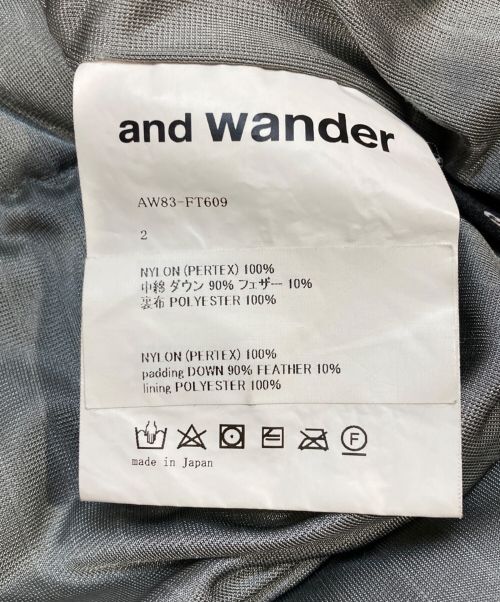 and wander
AW83-FT609
2
NYLON (PERTEX) 100%
中綿 ダウン 90% フェザー 10%
裏布 POLYESTER 100%
NYLON (PERTEX) 100%
padding DOWN 90% FEATHER 10%
lining POLYESTER 100%
F
made in Japan